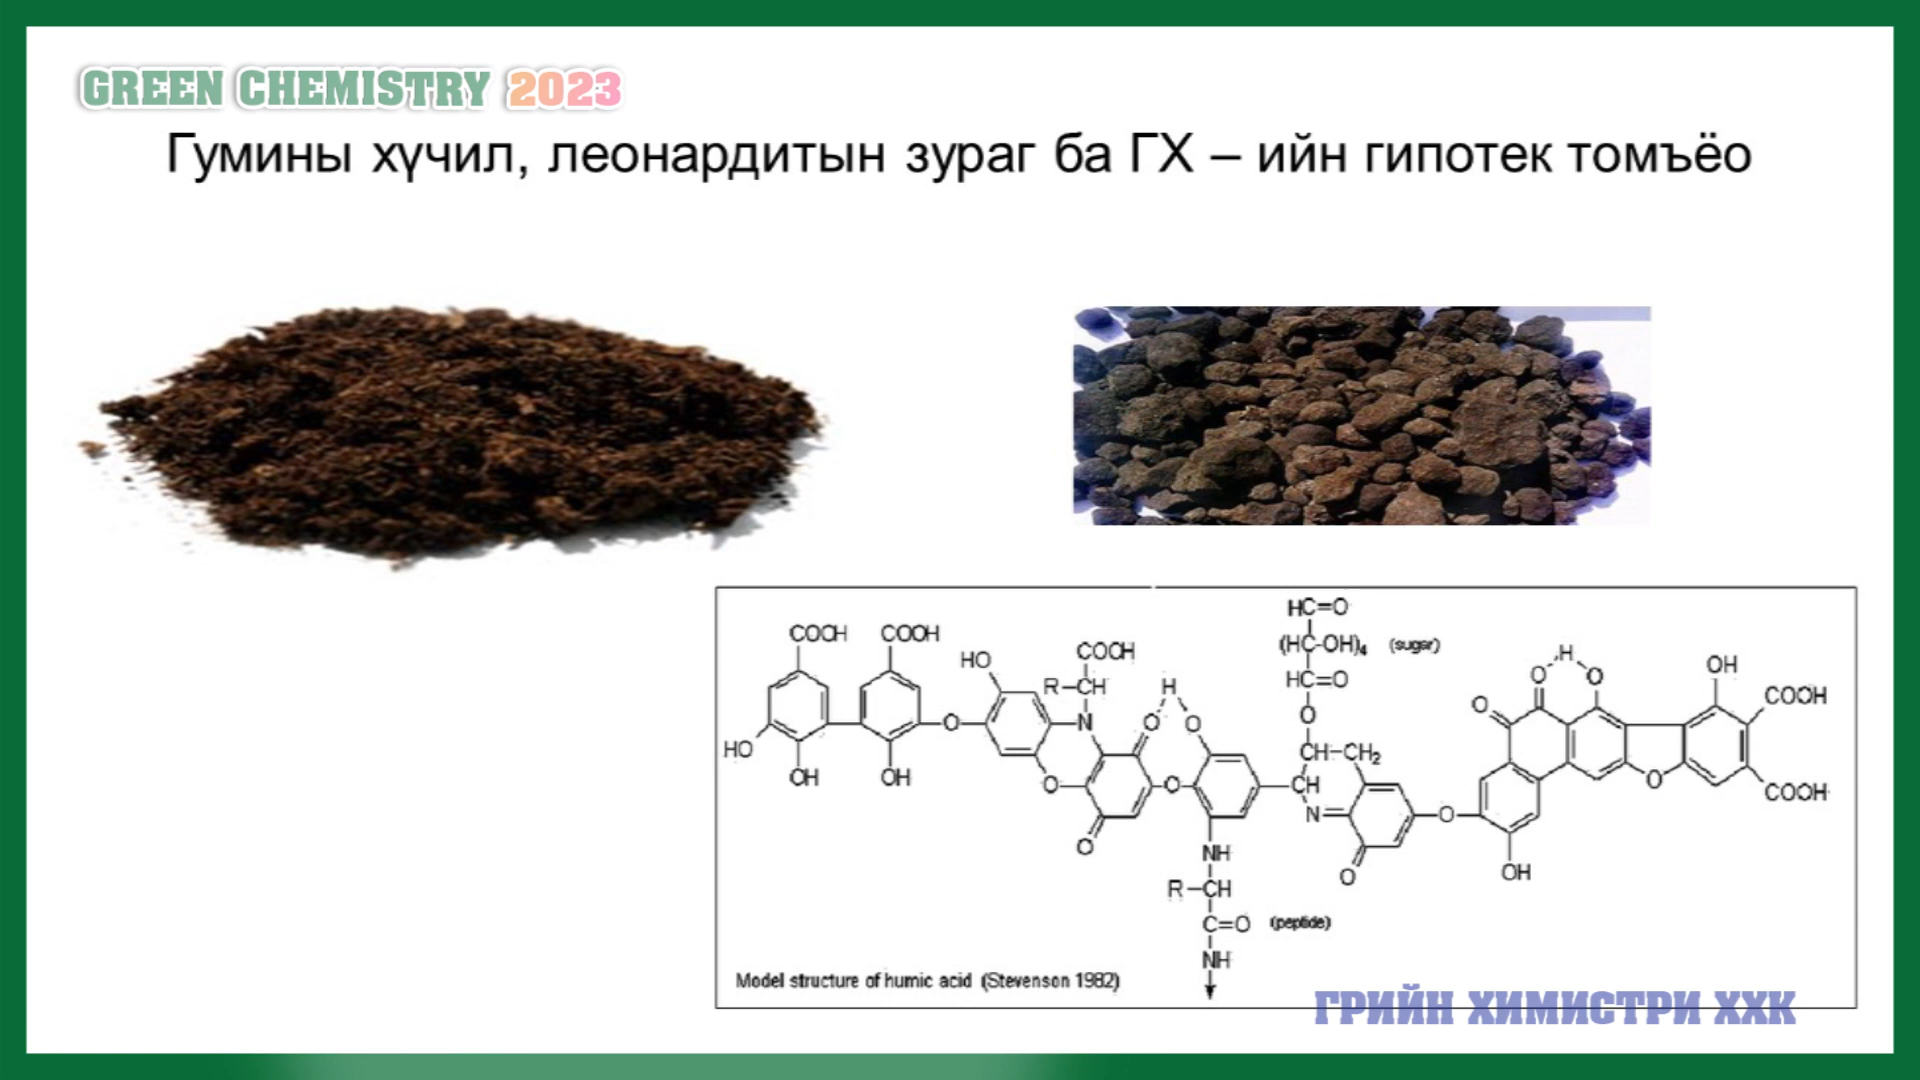 GREEN CHEMISTRY 2023
Гумины хүчил, леонардитын зураг ба ГХ – ийн гипотек томъёо
HC=O
(HC-OH)4 (sugar)
HC=O
COOH COOH
HO
COOH
R-CH
H
O
O
H
O
O
O
OH
COOH
O
N
O
O
CH-CH2
HO
OH
OH
O
O
CH
N
O
O
COOH
O
NH
O
OH
R-CH
C=O (peptide)
NH
Model structure of humic acid (Stevenson 1982)
ГРИЙН ХИМИСТРИ ХХК